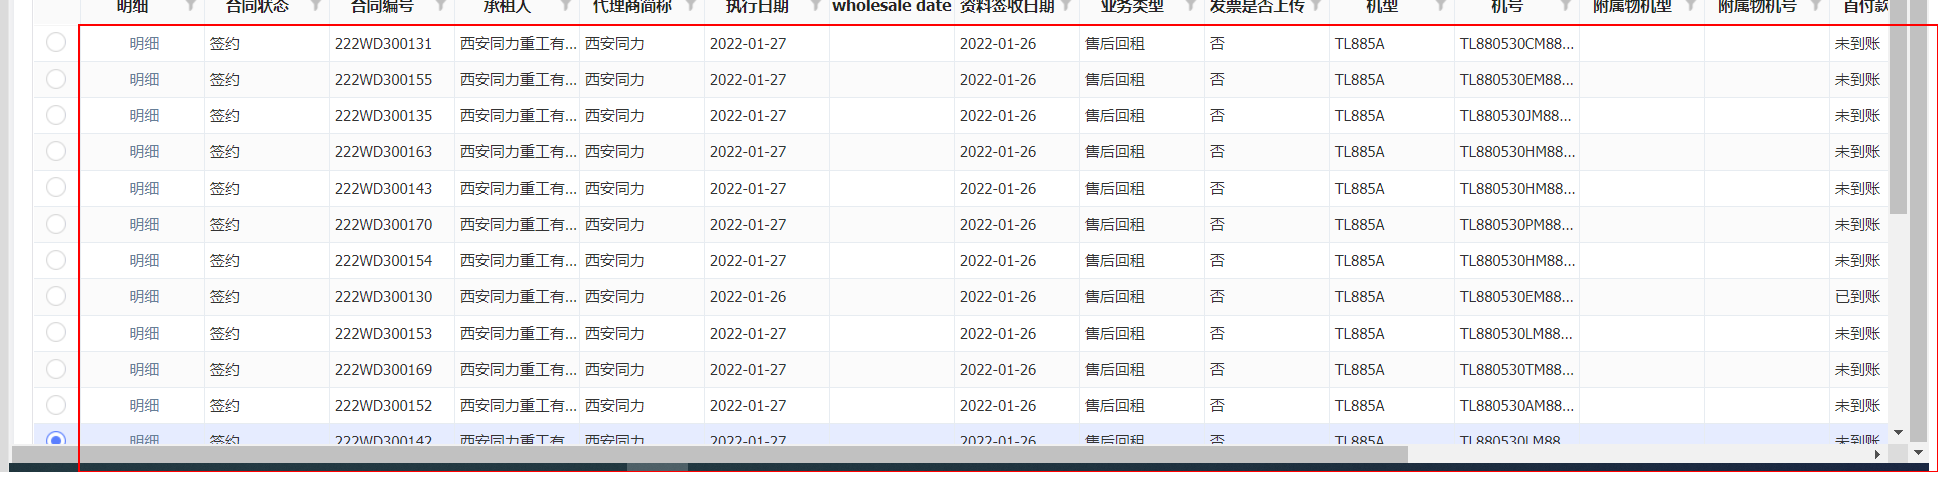 明细 合同状态 合同编号 承租人 代理商简称 执行日期 wholesale date 资料签收日期 业务类型 发票是否上传 机型 机号 附属物机型 附属物机号 首付款
明细 签约 222WD300131 西安同力重工有... 西安同力 2022-01-27 2022-01-26 售后回租 否 TL885A TL880530CM88... 未到账
明细 签约 222WD300155 西安同力重工有... 西安同力 2022-01-27 2022-01-26 售后回租 否 TL885A TL880530EM88... 未到账
明细 签约 222WD300135 西安同力重工有... 西安同力 2022-01-27 2022-01-26 售后回租 否 TL885A TL880530JM88... 未到账
明细 签约 222WD300163 西安同力重工有... 西安同力 2022-01-27 2022-01-26 售后回租 否 TL885A TL880530HM88... 未到账
明细 签约 222WD300143 西安同力重工有... 西安同力 2022-01-27 2022-01-26 售后回租 否 TL885A TL880530HM88... 未到账
明细 签约 222WD300170 西安同力重工有... 西安同力 2022-01-27 2022-01-26 售后回租 否 TL885A TL880530PM88... 未到账
明细 签约 222WD300154 西安同力重工有... 西安同力 2022-01-27 2022-01-26 售后回租 否 TL885A TL880530HM88... 未到账
明细 签约 222WD300130 西安同力重工有... 西安同力 2022-01-26 2022-01-26 售后回租 否 TL885A TL880530EM88... 已到账
明细 签约 222WD300153 西安同力重工有... 西安同力 2022-01-27 2022-01-26 售后回租 否 TL885A TL880530LM88... 未到账
明细 签约 222WD300169 西安同力重工有... 西安同力 2022-01-27 2022-01-26 售后回租 否 TL885A TL880530TM88... 未到账
明细 签约 222WD300152 西安同力重工有... 西安同力 2022-01-27 2022-01-26 售后回租 否 TL885A TL880530AM88... 未到账
明细 签约 222WD300142 西安同力重工有... 西安同力 2022-01-27 2022-01-26 售后回租 否 TL885A TL880530LM88... 未到账